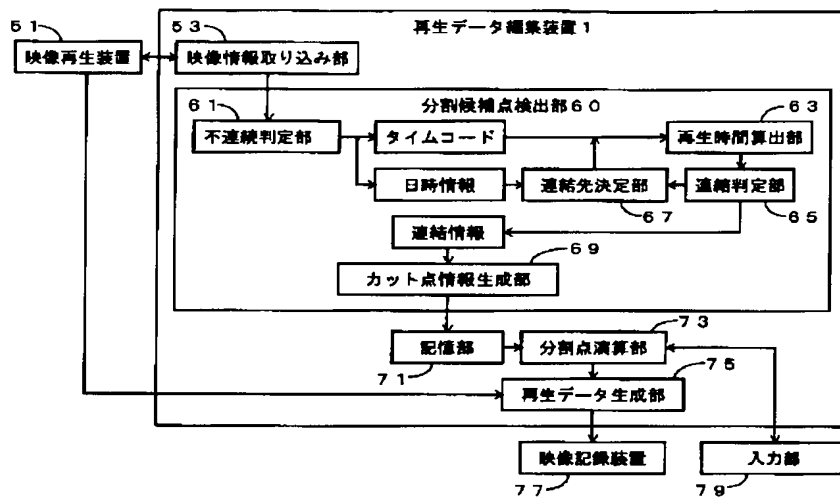 51
53
再生データ編集装置1
映像再生装置
映像情報取り込み部
分割候補点検出部60
61
63
不連続判定部
タイムコード
再生時間算出部
日時情報
連結先決定部
連結判定部
67
65
連結情報
69
カット点情報生成部
73
記憶部
分割点演算部
71
75
再生データ生成部
映像記録装置
入力部
77
79